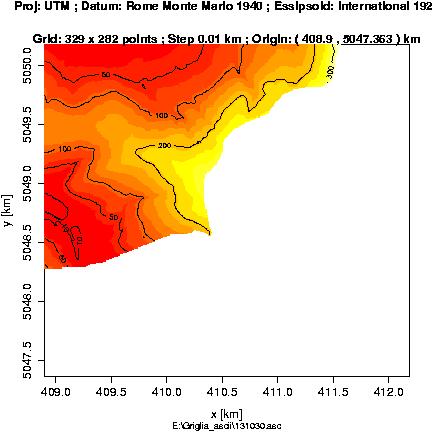 Proj: UTM ; Datum: Rome Monte Mario 1940 ; Esslpsoid: International 192
Grid: 329 x 282 points ; Step 0.01 km ; Origin: ( 408.9 , 5047.363 ) km
5050.0
5049.5
5049.0
5048.5
5048.0
5047.5
y [km]
50
100
300
100
200
50
409.0 409.5 410.0 410.5 411.0 411.5 412.0
x [km]
E:\Griglia_ascii\131030.asc